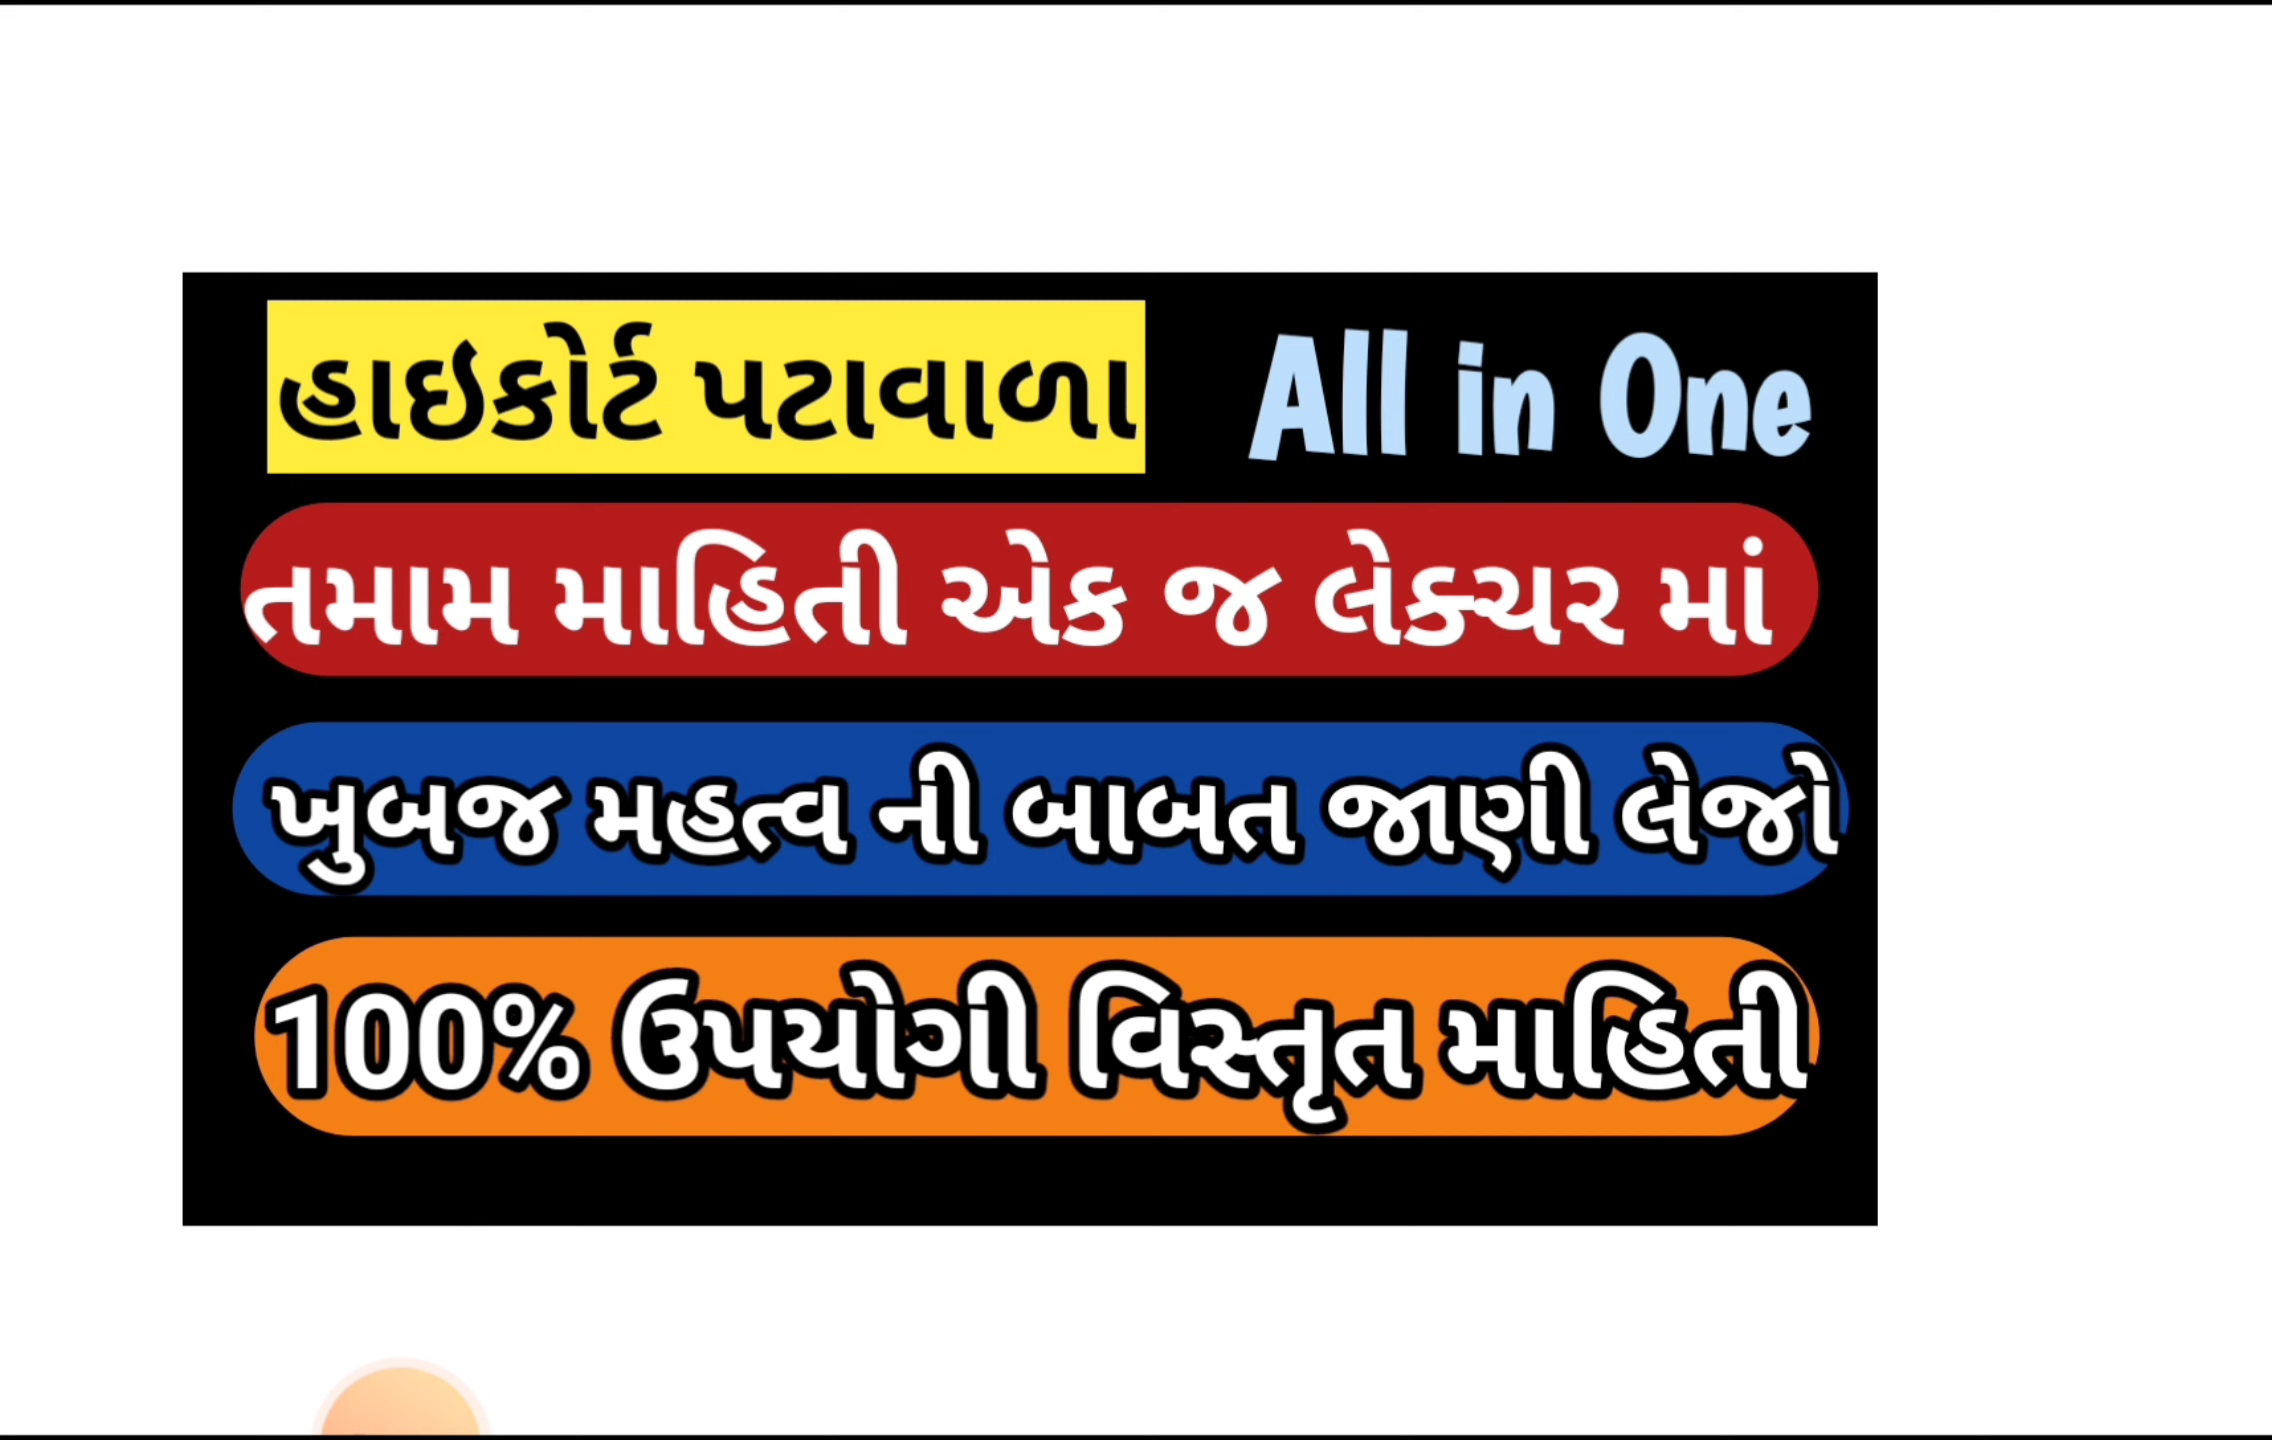 હાઇકોર્ટ પટાવાળા All in One
તમામ માહિતી એક જ લેક્ચર માં
ખુબજ મહત્વ ની બાબત જાણી લેજો
100% ઉપયોગી વિસ્તૃત માહિતી